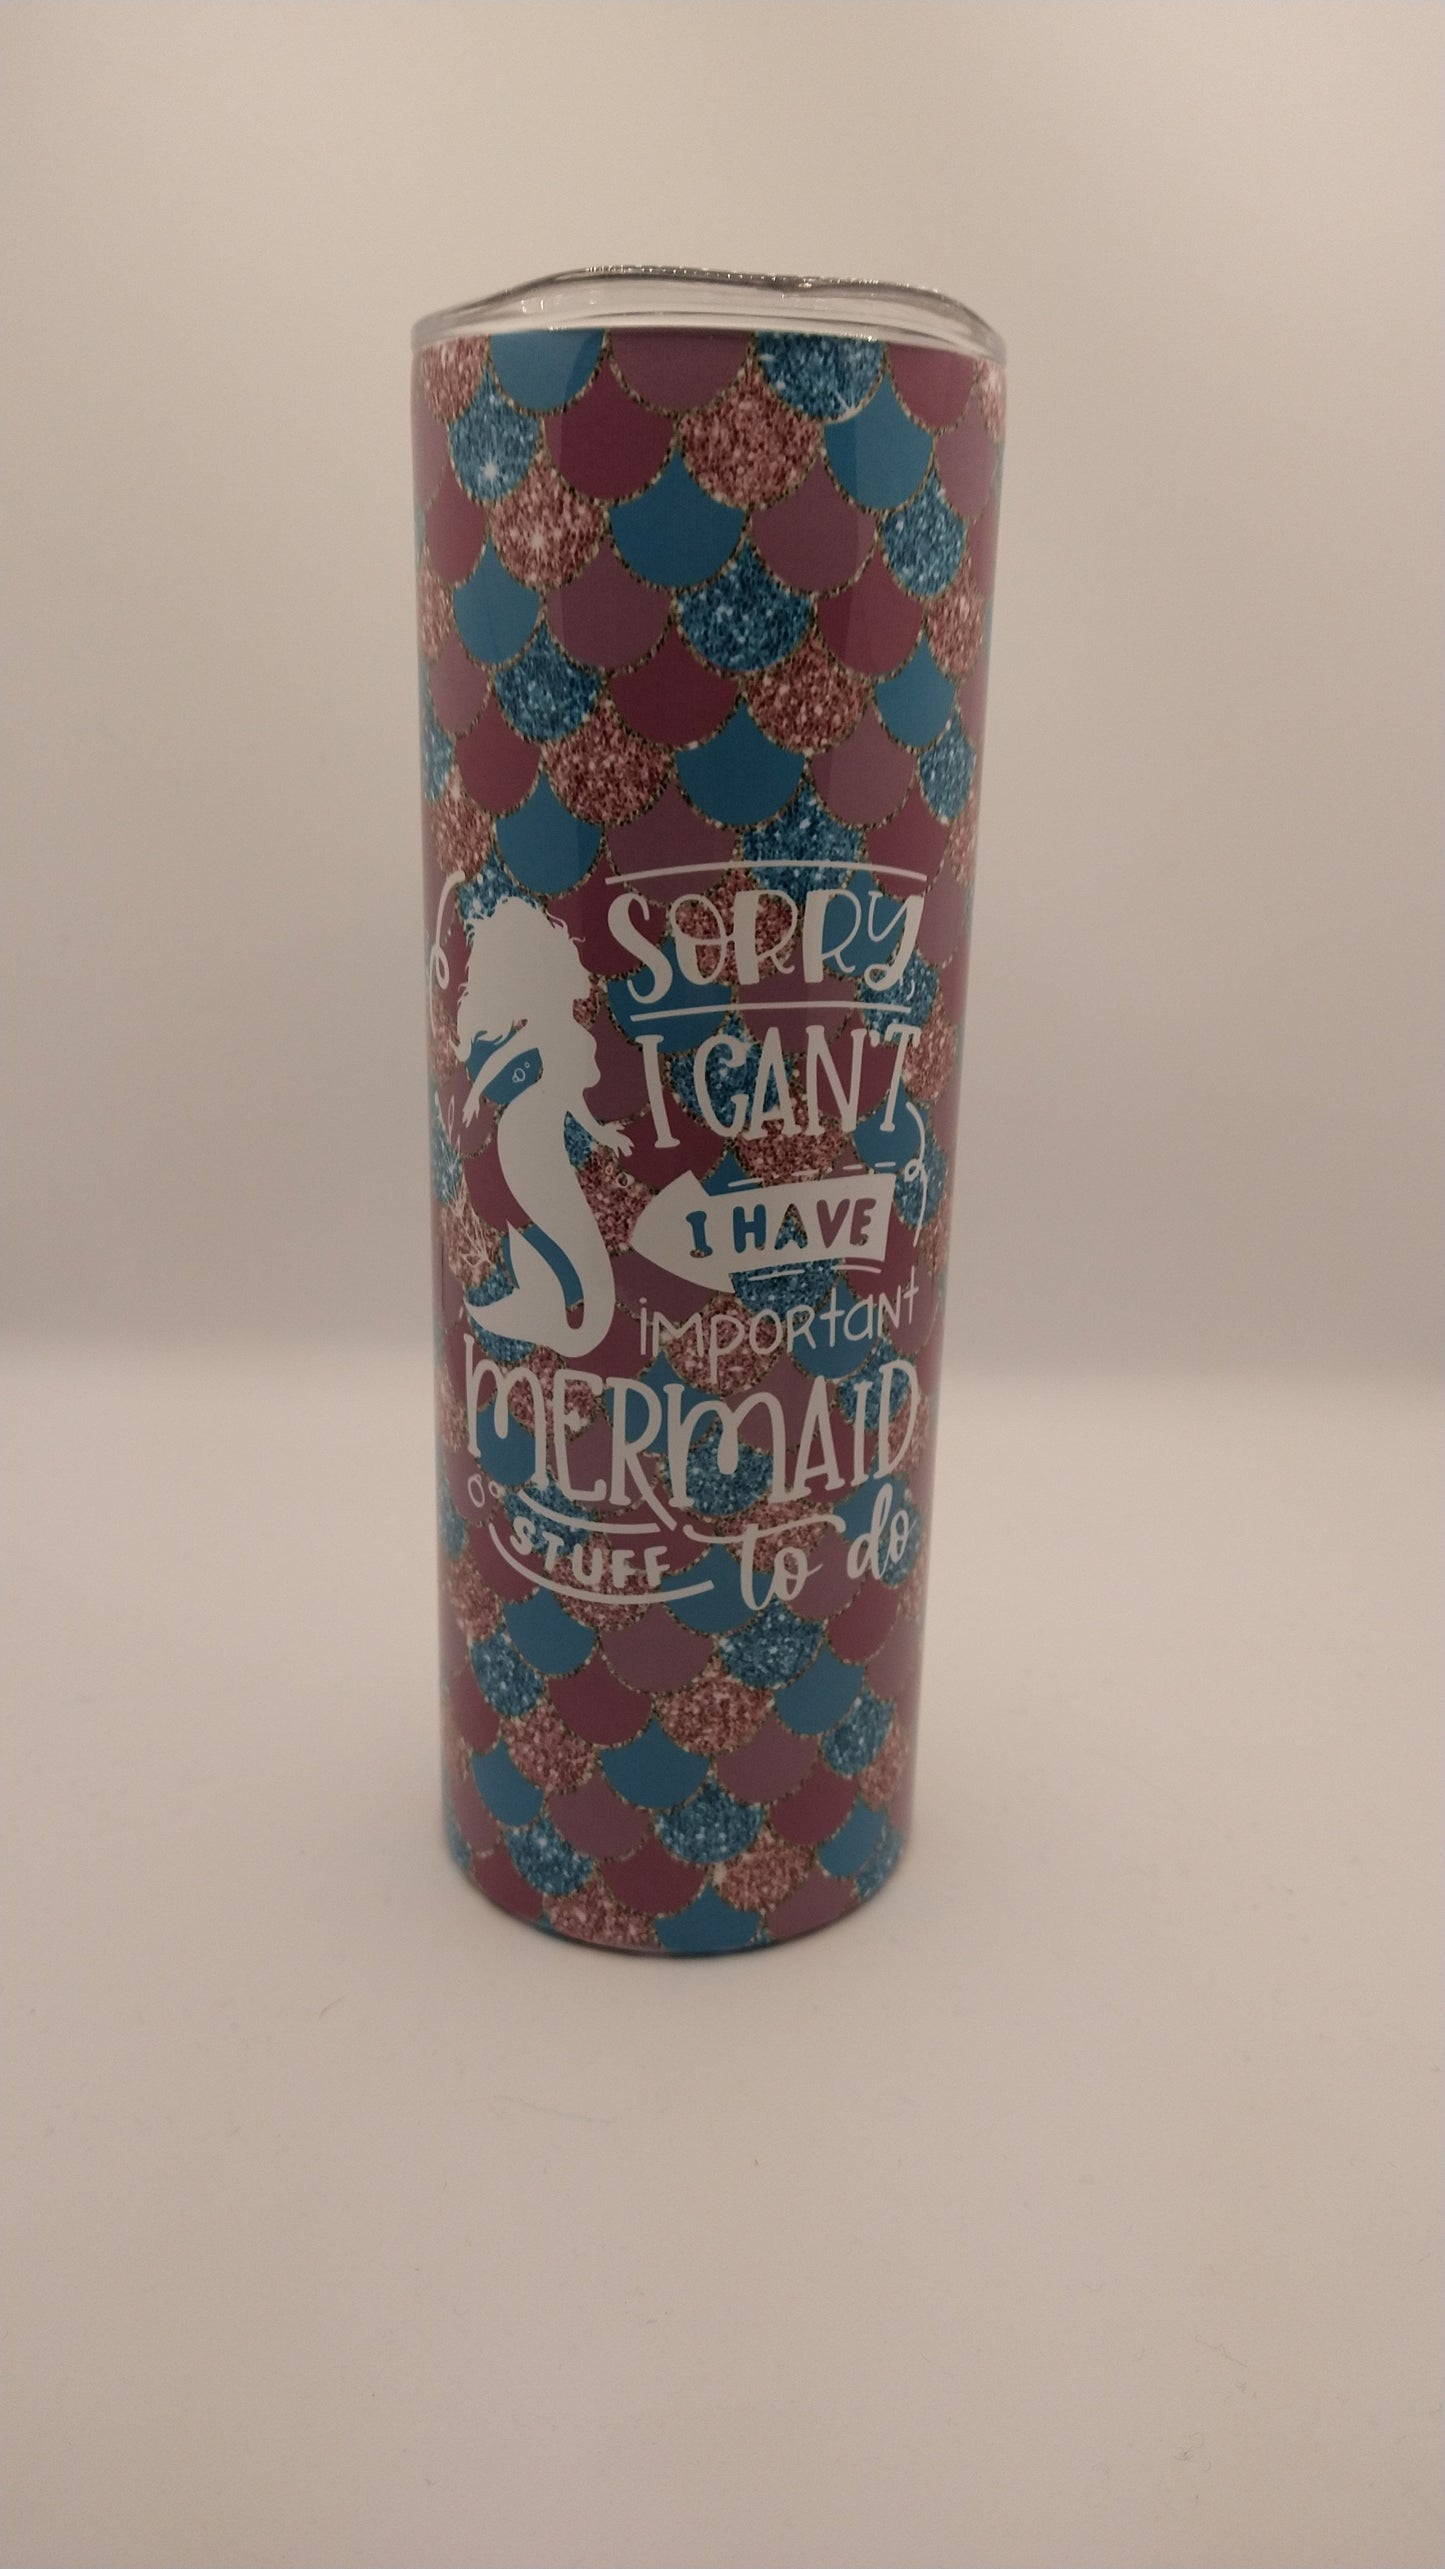 SORRY
I CAN'T
I HAVE
important
MERMAID
STUFF to do